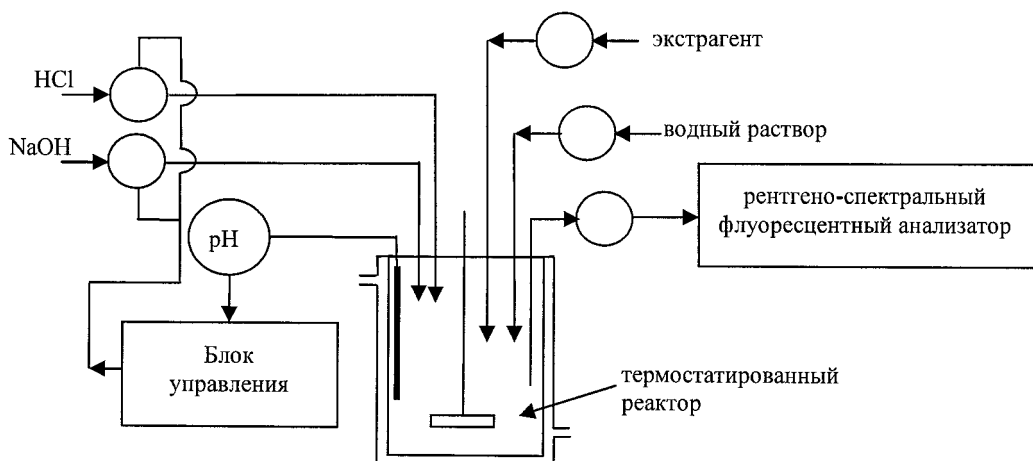 экстрагент
HCl
водный раствор
NaOH
рентгено-спектральный
флуоресцентный анализатор
pH
Блок
управления
термостатированный
реактор